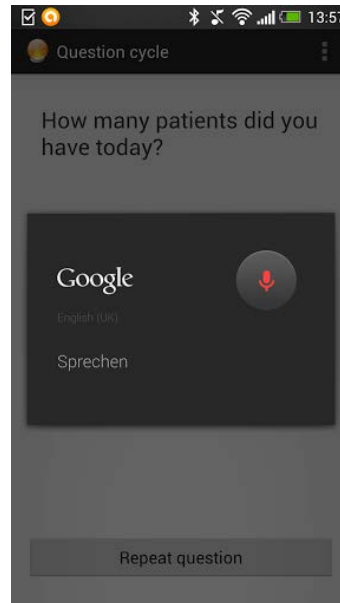 13:57
Question cycle
How many patients did you
have today?
Google
English (UK)
Sprechen
Repeat question